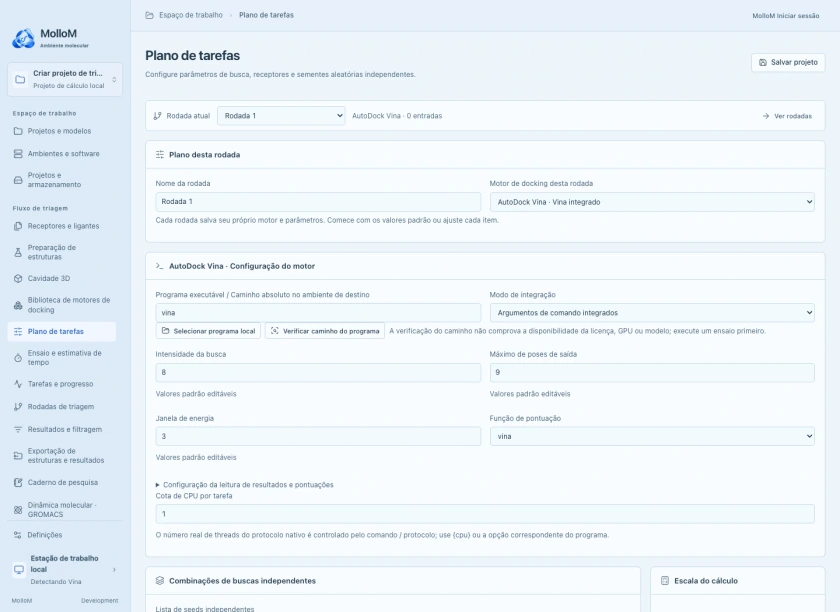 MolloM
Ambiente molecular
Criar projeto de tri...
Projeto de cálculo local
Espaço de trabalho
Projetos e modelos
Ambientes e software
Projetos e
armazenamento
Fluxo de triagem
Receptores e ligantes
Preparação de
estruturas
Cavidade 3D
Biblioteca de motores de
docking
Plano de tarefas
Ensaio e estimativa de
tempo
Tarefas e progresso
Rodadas de triagem
Resultados e filtragem
Exportação de
estruturas e resultados
Caderno de pesquisa
Dinâmica molecular ·
GROMACS
Definições
Estação de trabalho
local
Detectando Vina
MolloM Development
Espaço de trabalho › Plano de tarefas
MolloM Iniciar sessão
Plano de tarefas
Configure parâmetros de busca, receptores e sementes aleatórias independentes.
Salvar projeto
Rodada atual Rodada 1 AutoDock Vina · 0 entradas
Ver rodadas
Plano desta rodada
Nome da rodada
Rodada 1
Motor de docking desta rodada
AutoDock Vina · Vina integrado
Cada rodada salva seu próprio motor e parâmetros. Comece com os valores padrão ou ajuste cada item.
AutoDock Vina · Configuração do motor
Programa executável / Caminho absoluto no ambiente de destino
vina
Modo de integração
Argumentos de comando integrados
Selecionar programa local
Verificar caminho do programa
A verificação do caminho não comprova a disponibilidade da licença, GPU ou modelo; execute um ensaio primeiro.
Intensidade da busca
8
Valores padrão editáveis
Máximo de poses de saída
9
Valores padrão editáveis
Janela de energia
3
Valores padrão editáveis
Função de pontuação
vina
Configuração da leitura de resultados e pontuações
Cota de CPU por tarefa
1
O número real de threads do protocolo nativo é controlado pelo comando / protocolo; use {cpu} ou a opção correspondente do programa.
Combinações de buscas independentes
Lista de seeds independentes
Escala do cálculo